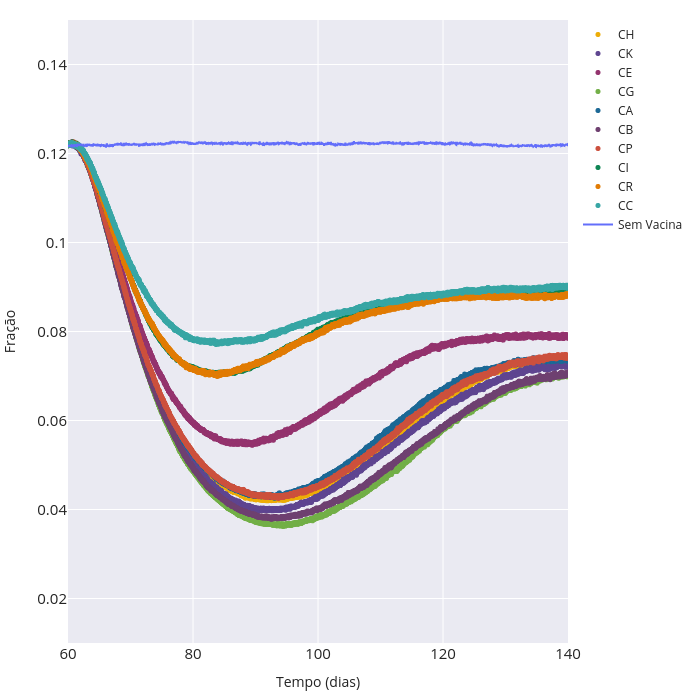 0.14
0.12
0.1
0.08
0.06
0.04
0.02
60
80
100
120
140
Tempo (dias)
Fração
CH
CK
CE
CG
CA
CB
CP
CI
CR
CC
Sem Vacina